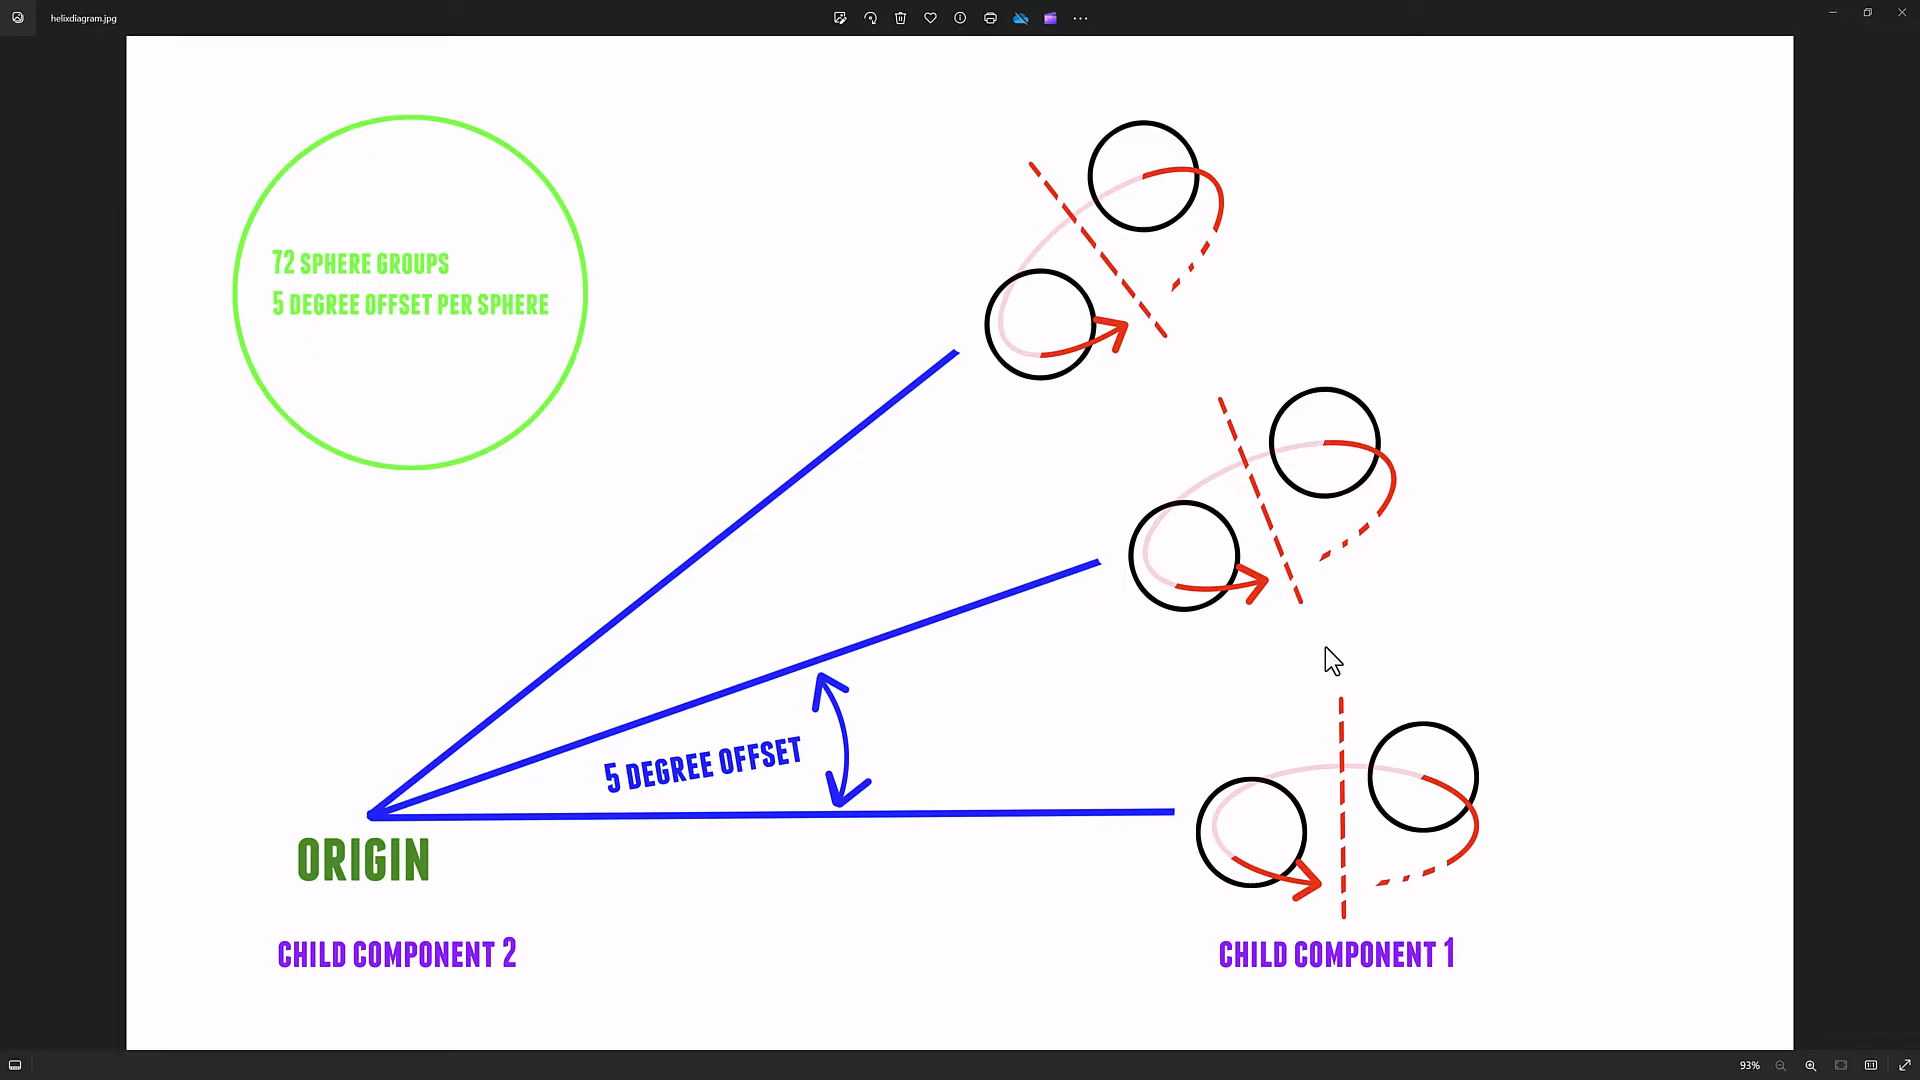 helixdiagram.jpg
72 SPHERE GROUPS
5 DEGREE OFFSET PER SPHERE
5 DEGREE OFFSET
ORIGIN
CHILD COMPONENT 2
CHILD COMPONENT 1
93%